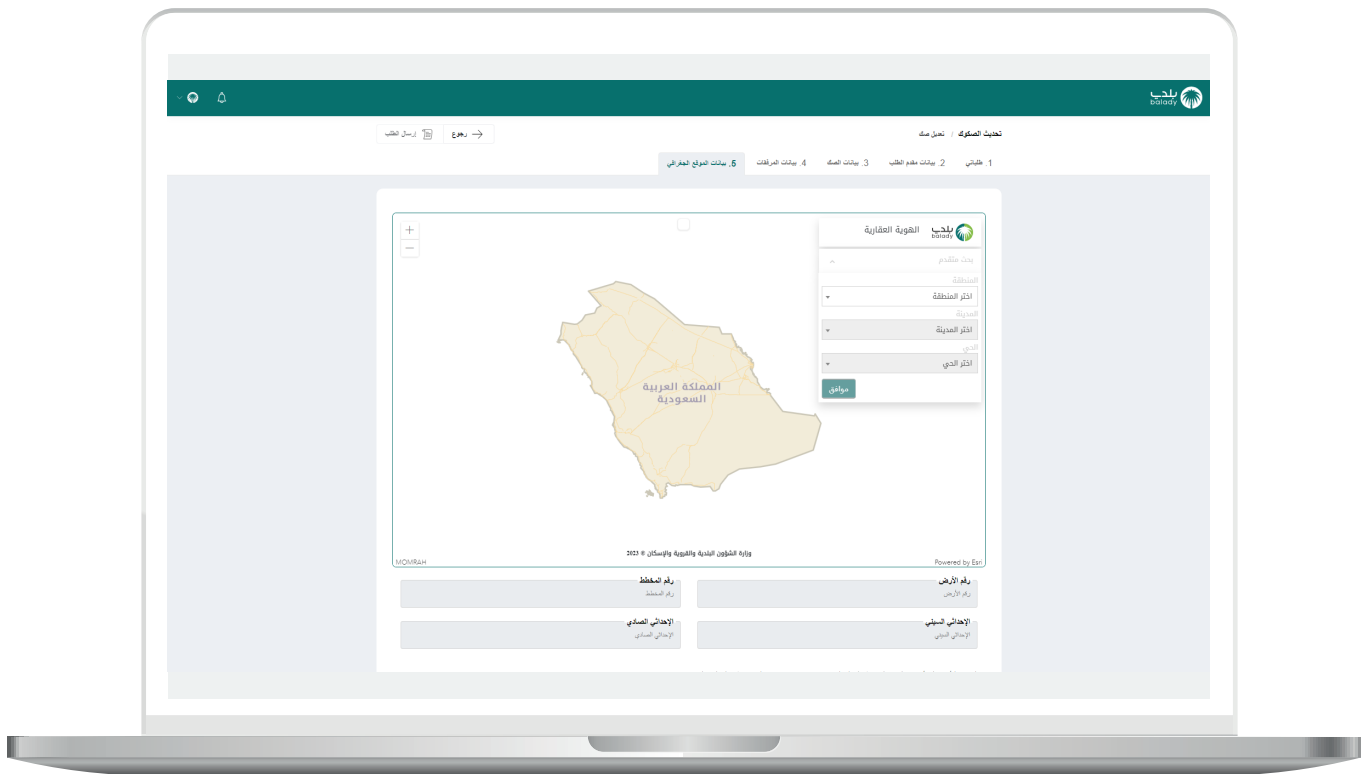 بلدي
balady
تحديث الصكوك / تعديل صك
رجوع
إرسال الطلب
1. طلباتي
2. بيانات مقدم الطلب
3. بيانات الصك
4. بيانات المرفقات
5. بيانات الموقع الجغرافي
بلدي
balady
الهوية العقارية
بحث متقدم
المنطقة
اختر المنطقة
المدينة
اختر المدينة
الحي
اختر الحي
موافق
+
−
المملكة العربية
السعودية
وزارة الشؤون البلدية والقروية والإسكان © 2023
Powered by Esri
MOMRAH
رقم الأرض
رقم الأرض
رقم المخطط
رقم المخطط
الإحداثي السيني
الإحداثي السيني
الإحداثي الصادي
الإحداثي الصادي